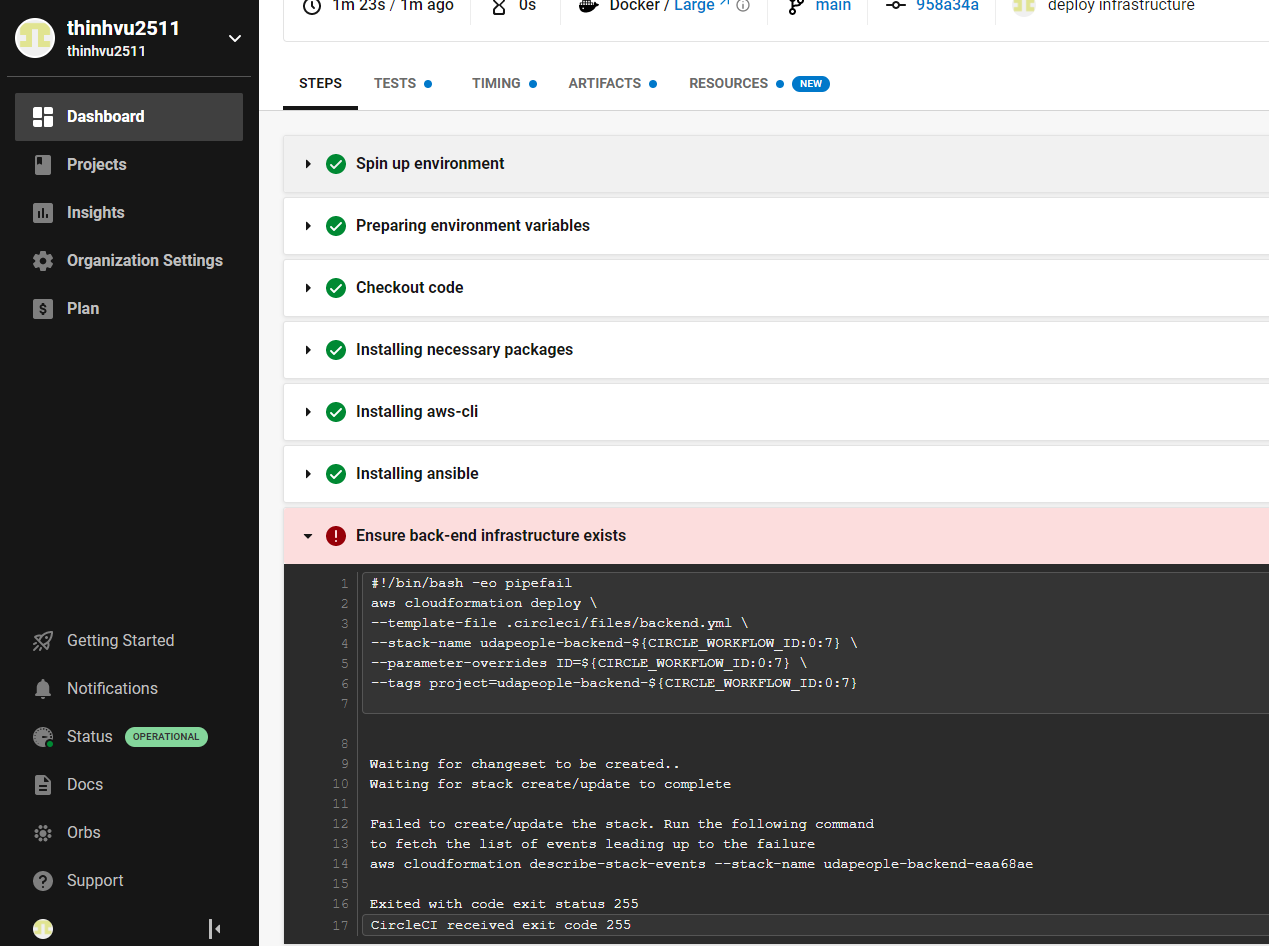 thinhvu2511
thinhvu2511
Dashboard
Projects
Insights
Organization Settings
Plan
Getting Started
Notifications
Status OPERATIONAL
Docs
Orbs
Support
1m 23s / 1m ago 0s Docker / Large main 958a34a deploy infrastructure
STEPS TESTS TIMING ARTIFACTS RESOURCES NEW
Spin up environment
Preparing environment variables
Checkout code
Installing necessary packages
Installing aws-cli
Installing ansible
Ensure back-end infrastructure exists
1 #!/bin/bash -eo pipefail
2 aws cloudformation deploy \
3 --template-file .circleci/files/backend.yml \
4 --stack-name udapeople-backend-${CIRCLE_WORKFLOW_ID:0:7} \
5 --parameter-overrides ID=${CIRCLE_WORKFLOW_ID:0:7} \
6 --tags project=udapeople-backend-${CIRCLE_WORKFLOW_ID:0:7}
7
8
9 Waiting for changeset to be created..
10 Waiting for stack create/update to complete
11
12 Failed to create/update the stack. Run the following command
13 to fetch the list of events leading up to the failure
14 aws cloudformation describe-stack-events --stack-name udapeople-backend-eaa68ae
15
16 Exited with code exit status 255
17 CircleCI received exit code 255